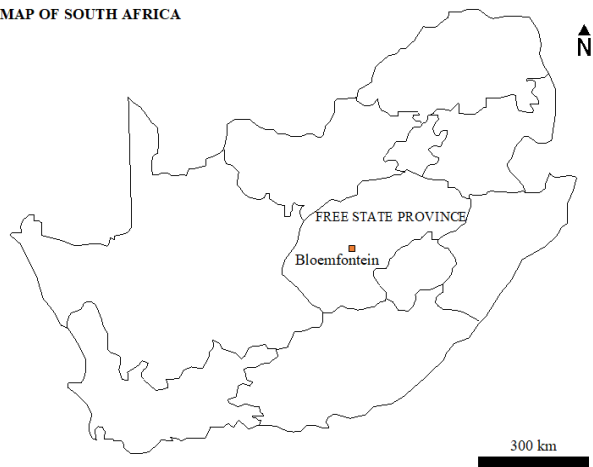 MAP OF SOUTH AFRICA
N
FREE STATE PROVINCE
Bloemfontein
300 km